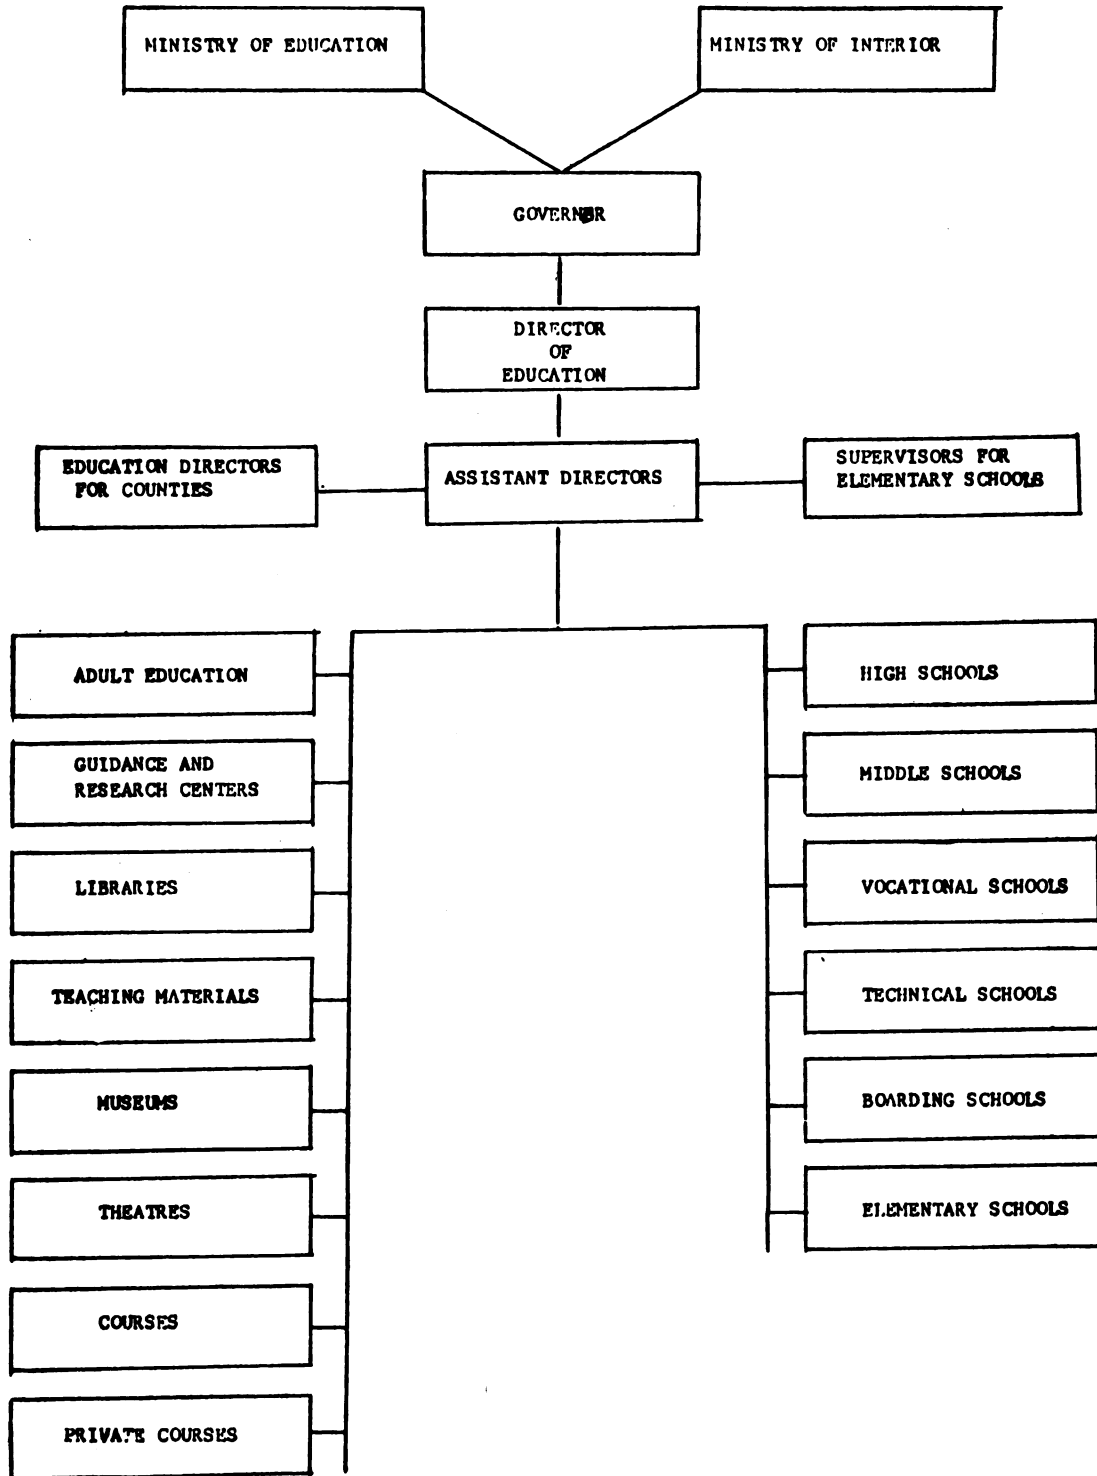 MINISTRY OF EDUCATION
MINISTRY OF INTERIOR
GOVERNOR
DIRECTOR
OF
EDUCATION
EDUCATION DIRECTORS
FOR COUNTIES
ASSISTANT DIRECTORS
SUPERVISORS FOR
ELEMENTARY SCHOOLS
ADULT EDUCATION
GUIDANCE AND
RESEARCH CENTERS
LIBRARIES
TEACHING MATERIALS
MUSEUMS
THEATRES
COURSES
PRIVATE COURSES
HIGH SCHOOLS
MIDDLE SCHOOLS
VOCATIONAL SCHOOLS
TECHNICAL SCHOOLS
BOARDING SCHOOLS
ELEMENTARY SCHOOLS